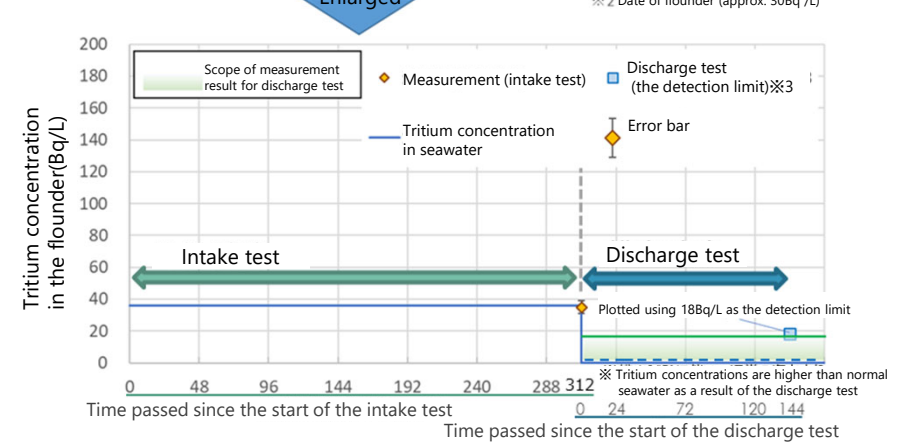 Enlarged
※2 Date of flounder (approx. 30Bq /L)
200
180
160
140
120
100
80
60
40
20
0
Tritium concentration
in the flounder(Bq/L)
Scope of measurement
result for discharge test
Measurement (intake test)
Discharge test
(the detection limit)※3
Tritium concentration
in seawater
Error bar
Intake test
Discharge test
Plotted using 18Bq/L as the detection limit
※ Tritium concentrations are higher than normal
seawater as a result of the discharge test
0 48 96 144 192 240 288 312
Time passed since the start of the intake test
0 24 72 120 144
Time passed since the start of the discharge test